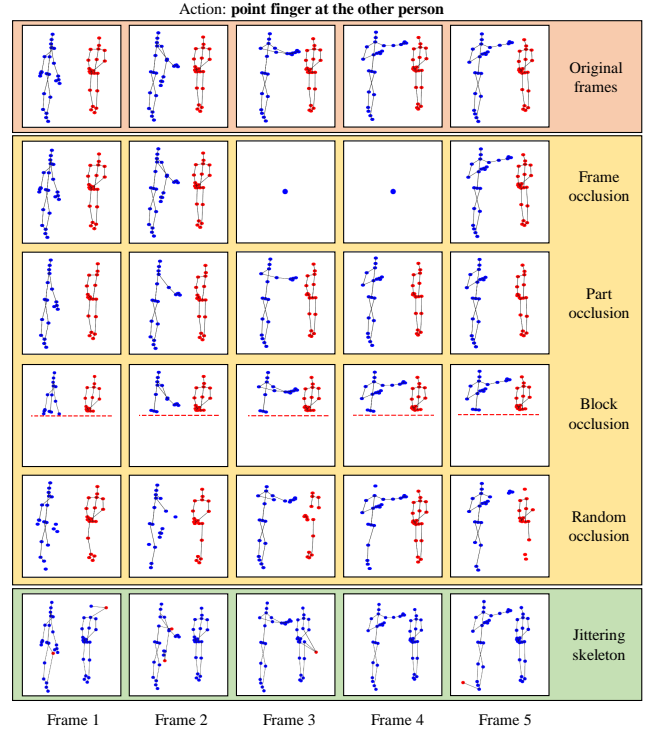 Action: point finger at the other person
Original
frames
Frame
occlusion
Part
occlusion
Block
occlusion
Random
occlusion
Jittering
skeleton
Frame 1 Frame 2 Frame 3 Frame 4 Frame 5